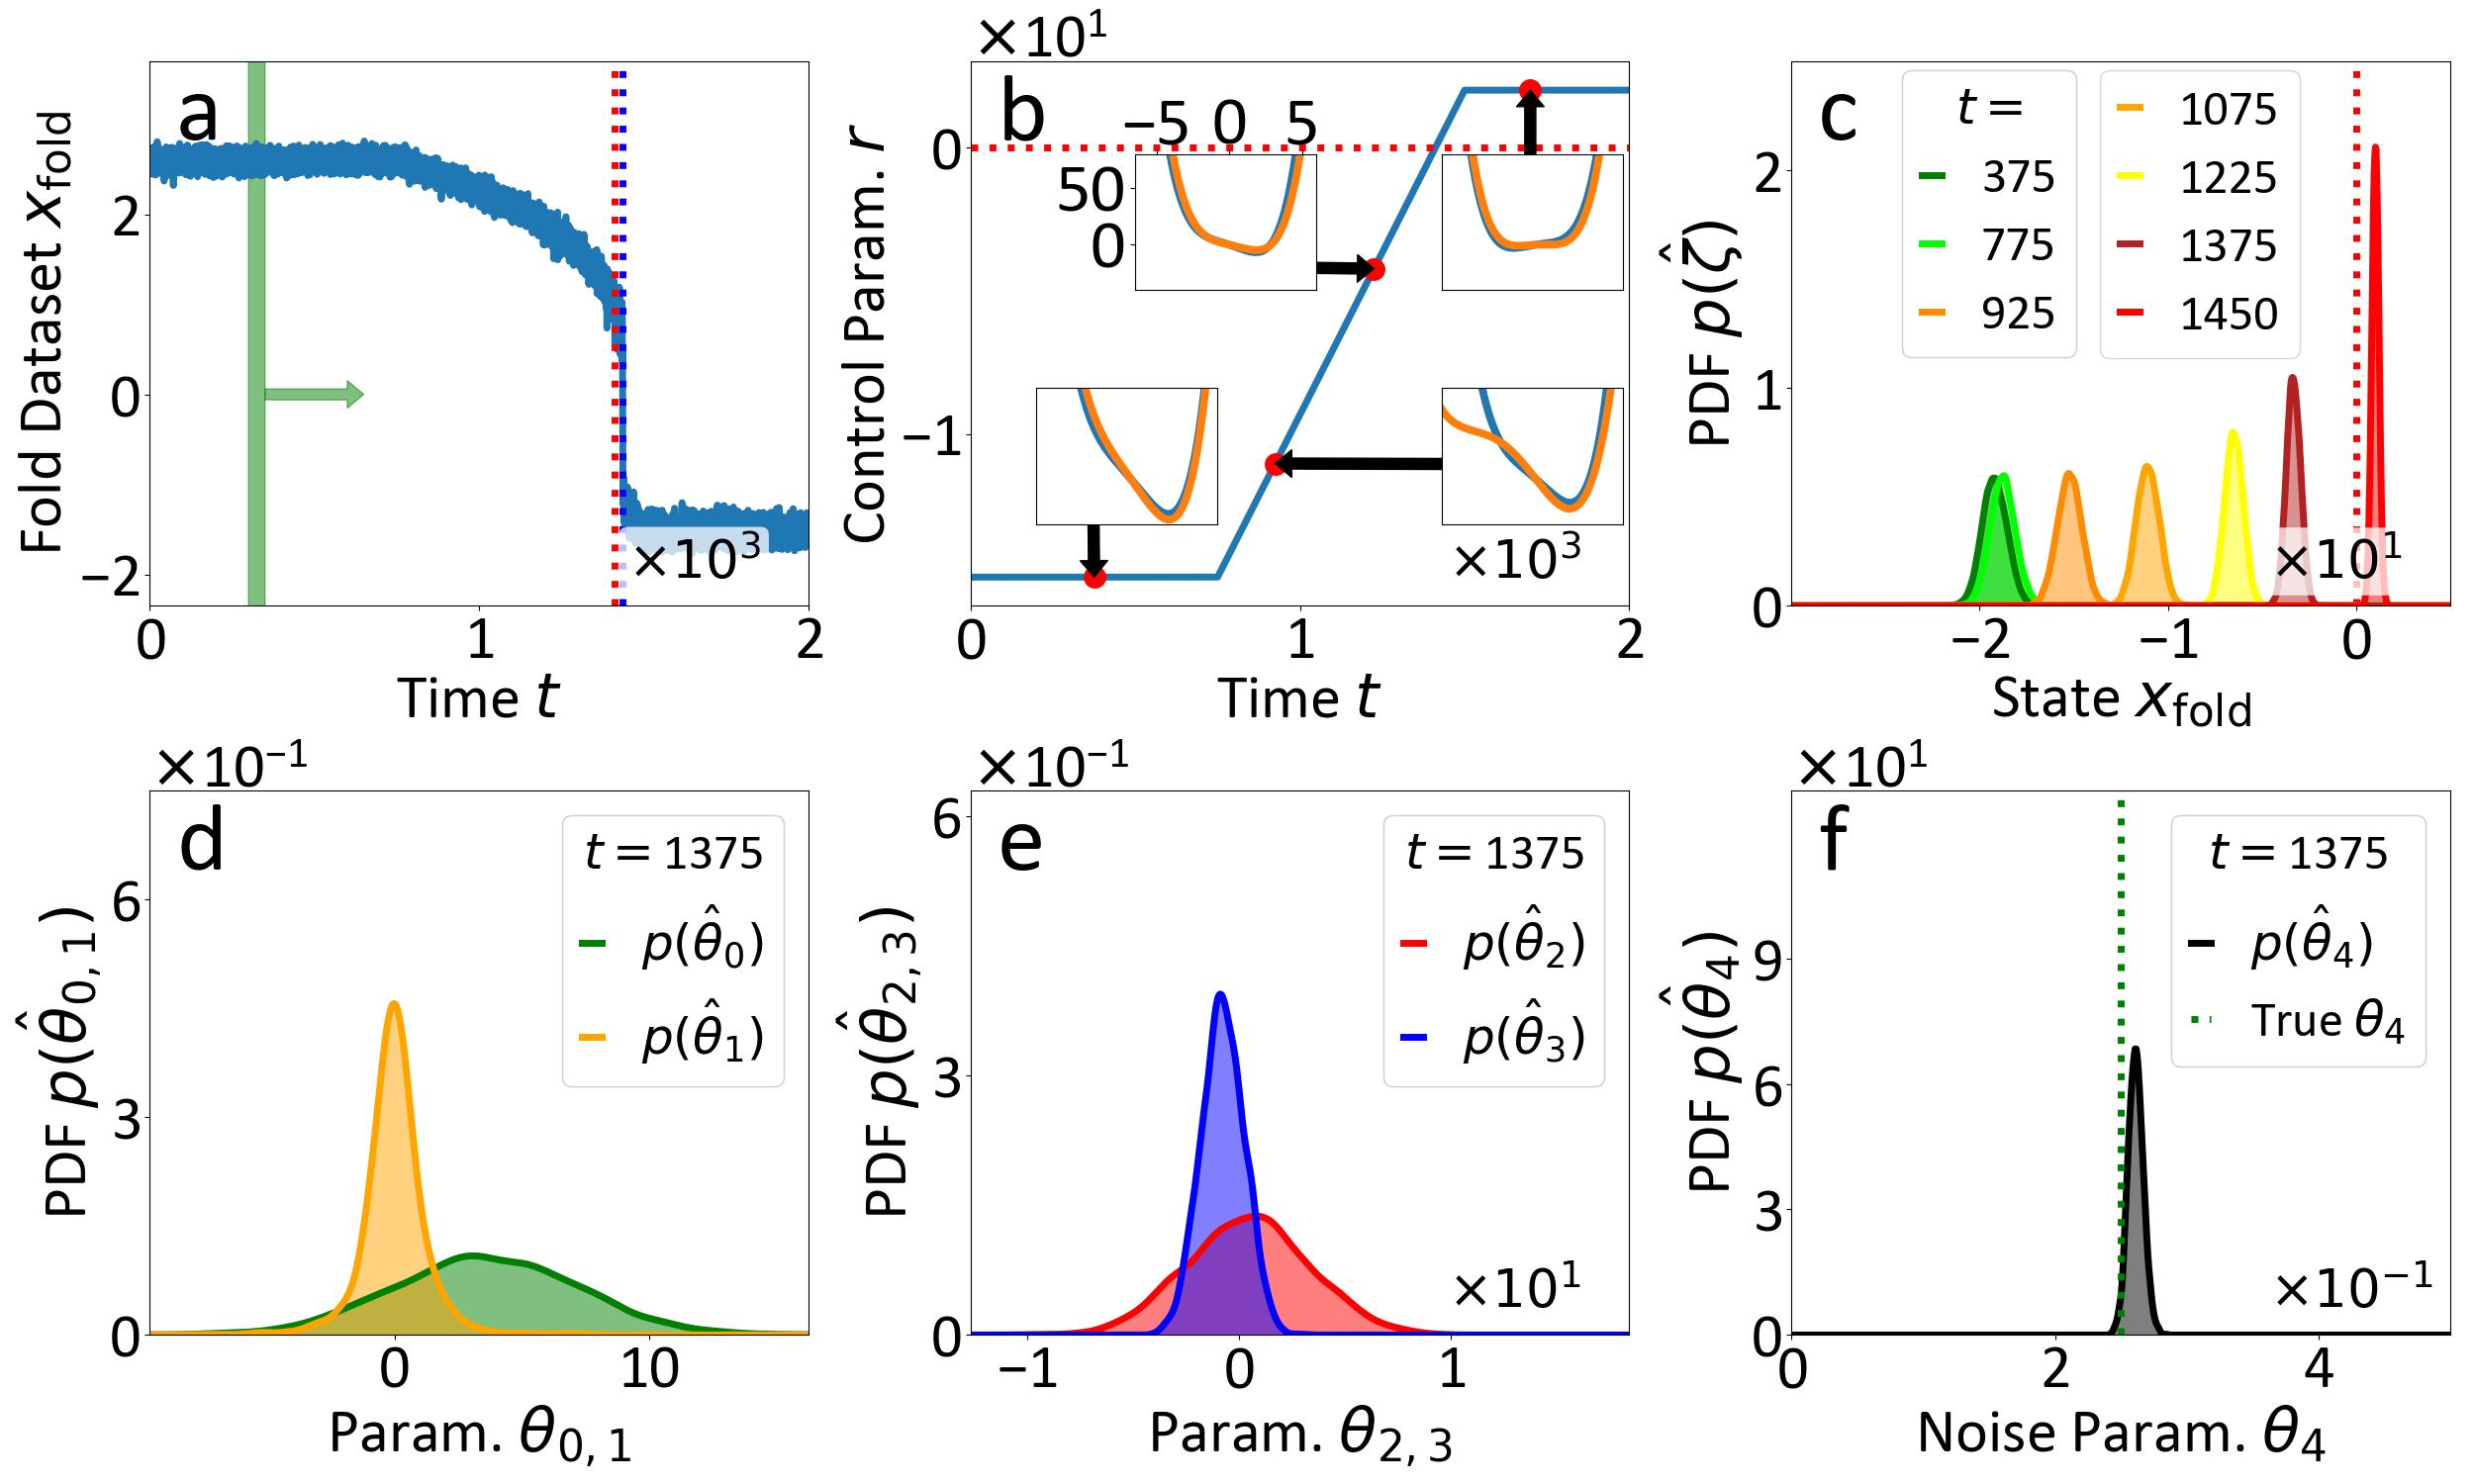 a
Fold Dataset x_fold
2
0
−2
×10³
0 1 2
Time t
×10¹
b
Control Param. r
0
−1
−5 0 5
50
0
×10³
0 1 2
Time t
c
PDF p(ζ̂)
2
1
0
t =
375
775
925
1075
1225
1375
1450
×10¹
−2 −1 0
State x_fold
×10⁻¹
d
PDF p(θ̂₀,₁)
6
3
0
t = 1375
p(θ̂₀)
p(θ̂₁)
0 10
Param. θ₀,₁
×10⁻¹
e
PDF p(θ̂₂,₃)
6
3
0
t = 1375
p(θ̂₂)
p(θ̂₃)
×10¹
−1 0 1
Param. θ₂,₃
×10¹
f
PDF p(θ̂₄)
9
6
3
0
t = 1375
p(θ̂₄)
True θ₄
×10⁻¹
0 2 4
Noise Param. θ₄